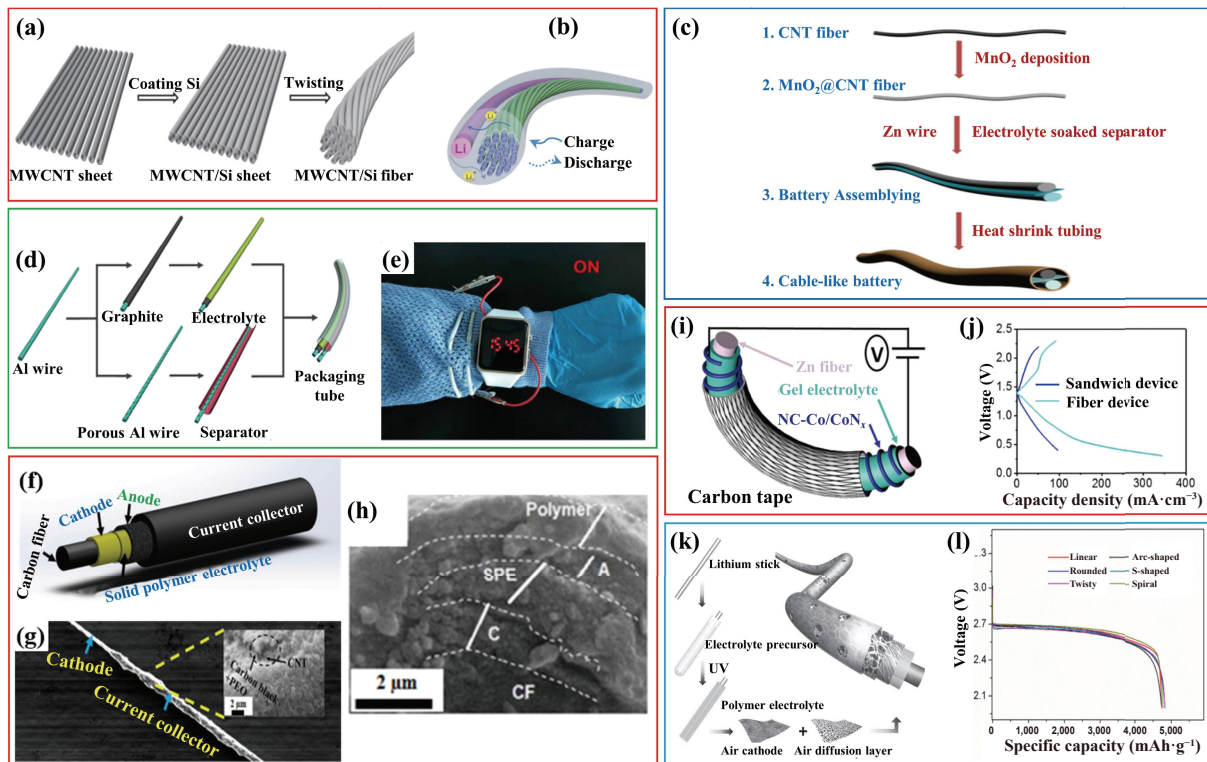 (a)
Coating Si
Twisting
MWCNT sheet
MWCNT/Si sheet
MWCNT/Si fiber
(b)
Li
Li
Li
Charge
Discharge
(c)
1. CNT fiber
MnO₂ deposition
2. MnO₂@CNT fiber
Zn wire
Electrolyte soaked separator
3. Battery Assemblying
Heat shrink tubing
4. Cable-like battery
(d)
Al wire
Graphite
Electrolyte
Porous Al wire
Separator
Packaging
tube
(e)
ON
15 45
(f)
Carbon fiber
Cathode
Anode
Current collector
Solid polymer electrolyte
(g)
Cathode
Current collector
CNT
Carbon black
+PEO
2 μm
(h)
Polymer
A
SPE
C
CF
2 μm
(i)
V
Zn fiber
Gel electrolyte
NC-Co/CoNₓ
Carbon tape
(j)
Voltage (V)
2.5
2.0
1.5
1.0
0.5
0
0
100
200
300
400
Sandwich device
Fiber device
Capacity density (mA·cm⁻³)
(k)
Lithium stick
Electrolyte precursor
UV
Polymer electrolyte
Air cathode
+
Air diffusion layer
(l)
Voltage (V)
3.3
3.0
2.7
2.4
2.1
Linear
Arc-shaped
Rounded
S-shaped
Twisty
Spiral
0
1,000
2,000
3,000
4,000
5,000
Specific capacity (mAh·g⁻¹)